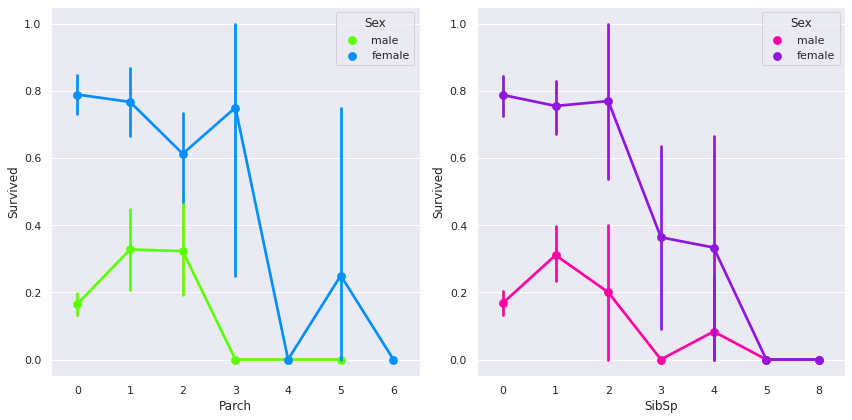 Sex
male
female
1.0
0.8
0.6
0.4
0.2
0.0
Survived
0 1 2 3 4 5 6
Parch
Sex
male
female
1.0
0.8
0.6
0.4
0.2
0.0
Survived
0 1 2 3 4 5 8
SibSp